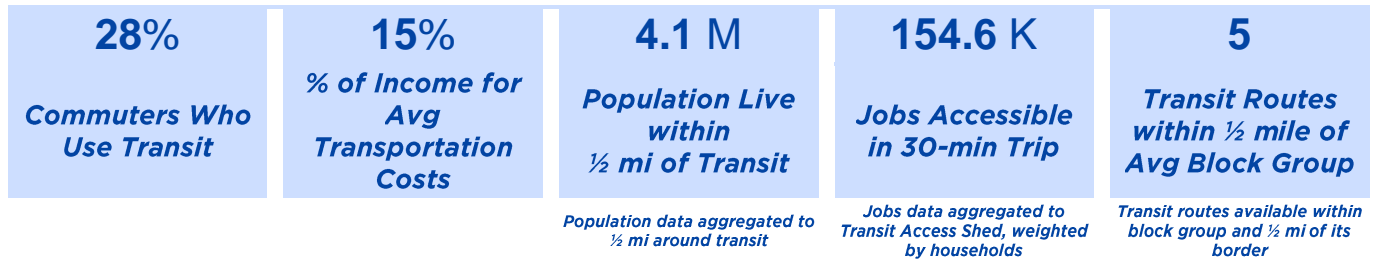 28%
Commuters Who
Use Transit
15%
% of Income for
Avg
Transportation
Costs
4.1 M
Population Live
within
½ mi of Transit
Population data aggregated to
½ mi around transit
154.6 K
Jobs Accessible
in 30-min Trip
Jobs data aggregated to
Transit Access Shed, weighted
by households
5
Transit Routes
within ½ mile of
Avg Block Group
Transit routes available within
block group and ½ mi of its
border